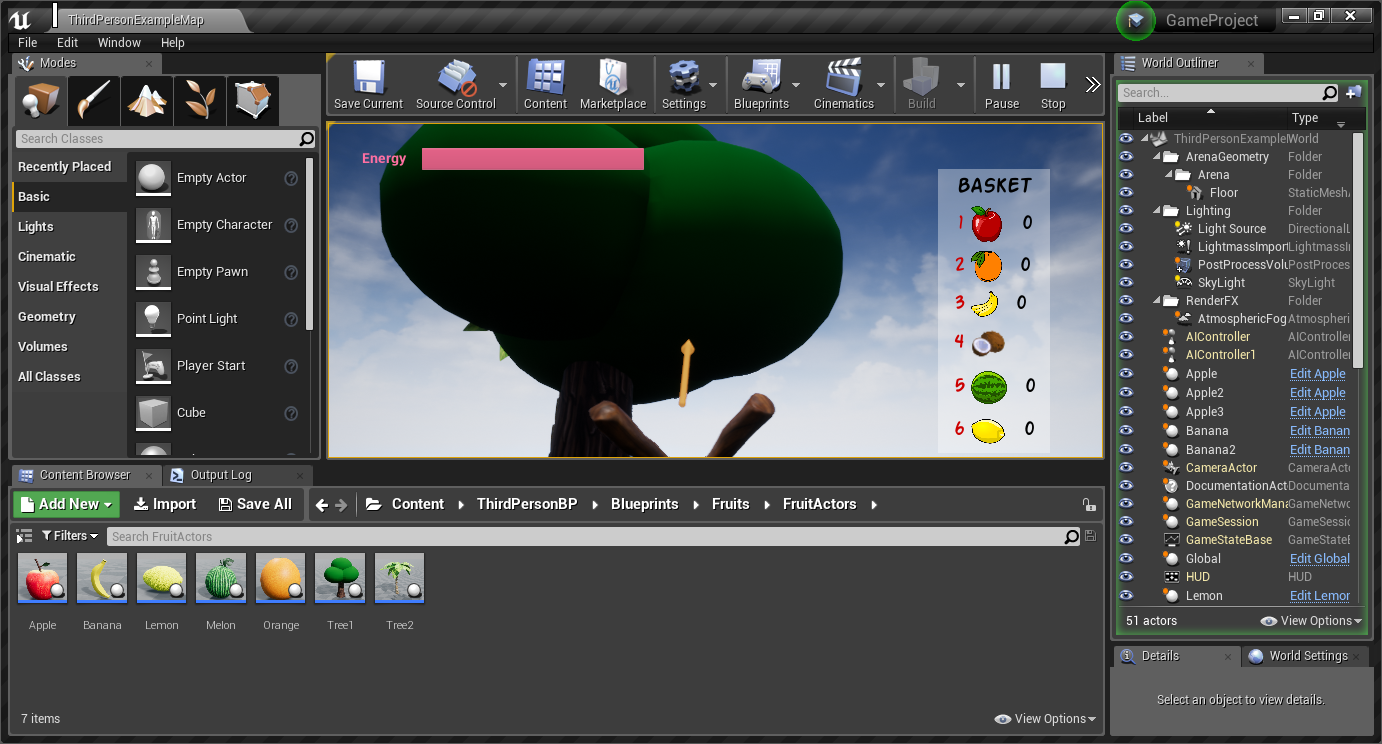 ThirdPersonExampleMap
GameProject
File Edit Window Help
Modes
Search Classes
Recently Placed
Basic
Lights
Cinematic
Visual Effects
Geometry
Volumes
All Classes
Empty Actor
Empty Character
Empty Pawn
Point Light
Player Start
Cube
Save Current
Source Control
Content
Marketplace
Settings
Blueprints
Cinematics
Build
Pause
Stop
Energy
BASKET
1 0
2 0
3 0
4
5 0
6 0
World Outliner
Search...
Label Type
ThirdPersonExampleI World
ArenaGeometry Folder
Arena Folder
Floor StaticMesh
Lighting Folder
Light Source DirectionalL
LightmassImport LightmassI
PostProcessVolu PostProces
SkyLight SkyLight
RenderFX Folder
AtmosphericFog Atmospheri
AIController AIController
AIController1 AIController
Apple Edit Apple
Apple2 Edit Apple
Apple3 Edit Apple
Banana Edit Banan
Banana2 Edit Banan
CameraActor CameraActo
DocumentationAct Documenta
GameNetworkMana GameNetwo
GameSession GameSessio
GameStateBase GameStateB
Global Edit Global
HUD HUD
Lemon Edit Lemon
51 actors View Options
Details World Settings
Select an object to view details.
Content Browser Output Log
Add New Import Save All Content ThirdPersonBP Blueprints Fruits FruitActors
Filters Search FruitActors
Apple Banana Lemon Melon Orange Tree1 Tree2
7 items View Options